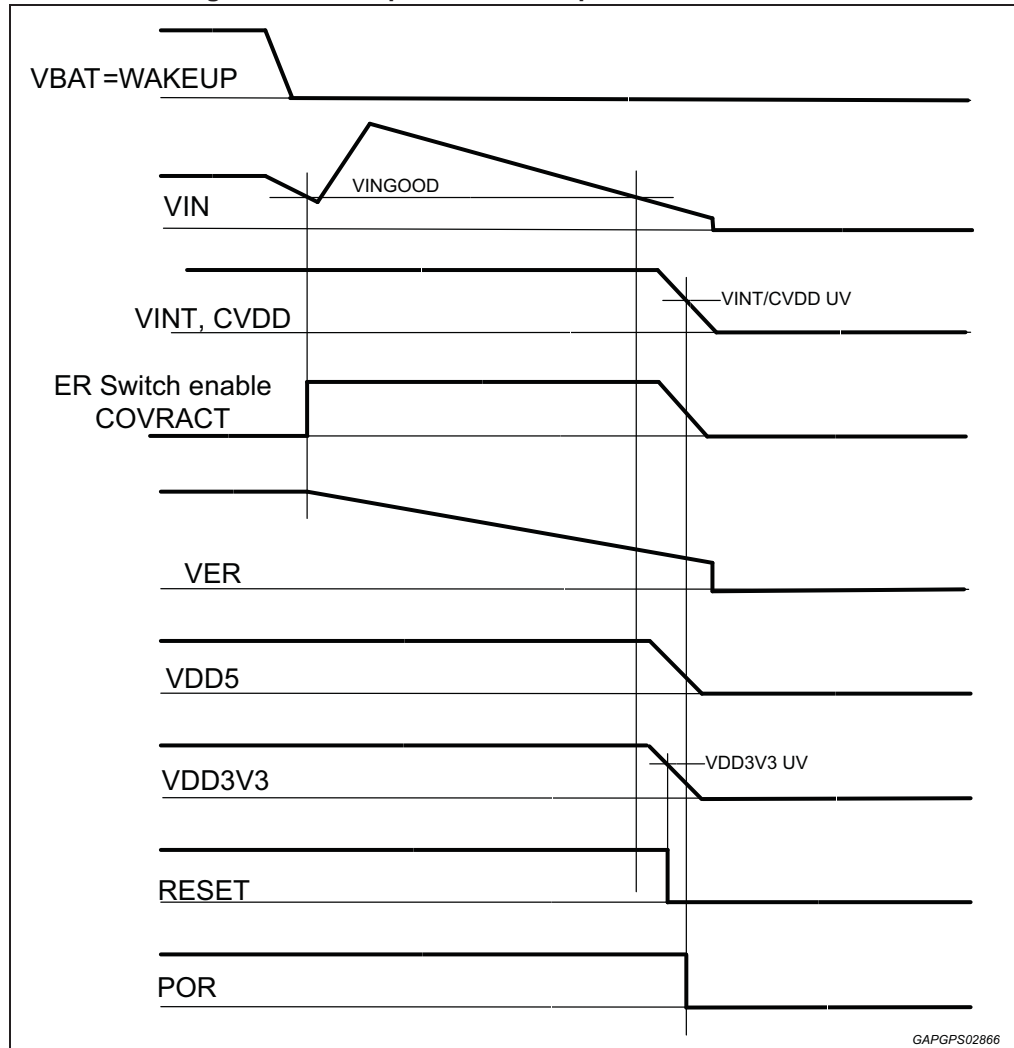 VBAT=WAKEUP
VINGOOD
VIN
VINT/CVDD UV
VINT, CVDD
ER Switch enable
COVRACT
VER
VDD5
VDD3V3 UV
VDD3V3
RESET
POR
GAPGPS02866